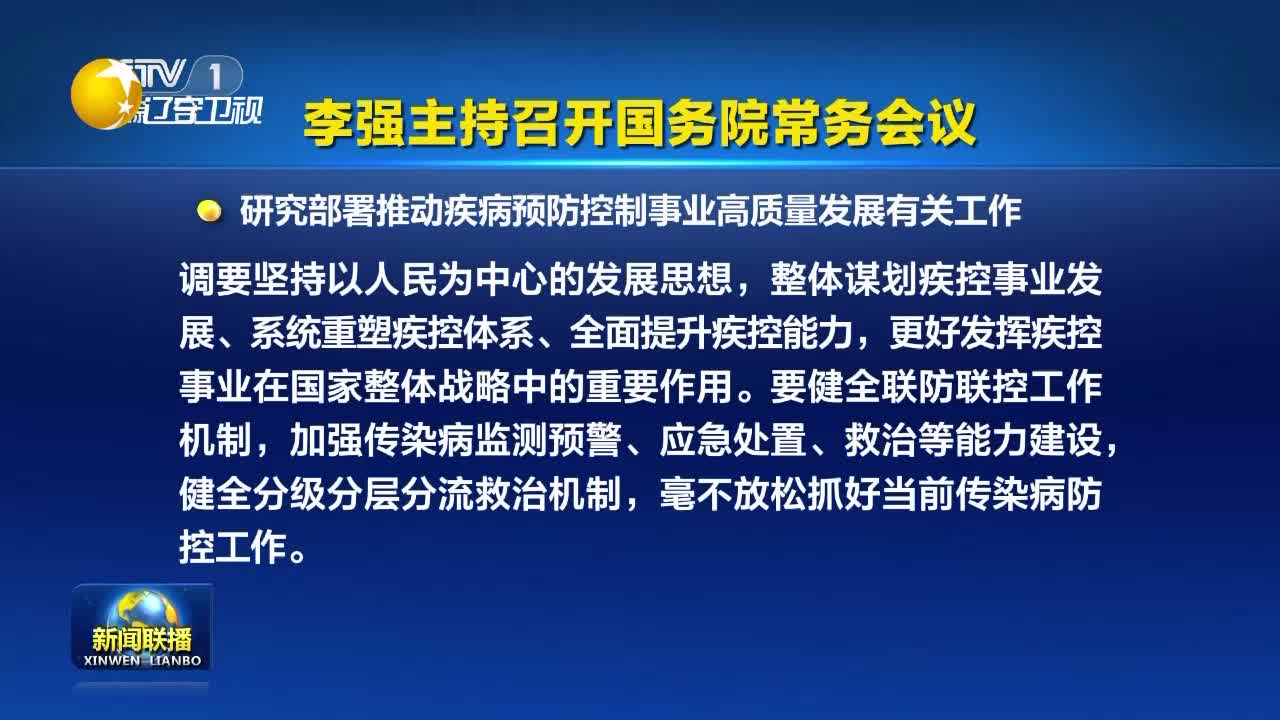 1
辽宁卫视
李强主持召开国务院常务会议
研究部署推动疾病预防控制事业高质量发展有关工作
调要坚持以人民为中心的发展思想，整体谋划疾控事业发
展、系统重塑疾控体系、全面提升疾控能力，更好发挥疾控
事业在国家整体战略中的重要作用。要健全联防联控工作
机制，加强传染病监测预警、应急处置、救治等能力建设，
健全分级分层分流救治机制，毫不放松抓好当前传染病防
控工作。
新闻联播
XINWEN LIANBO